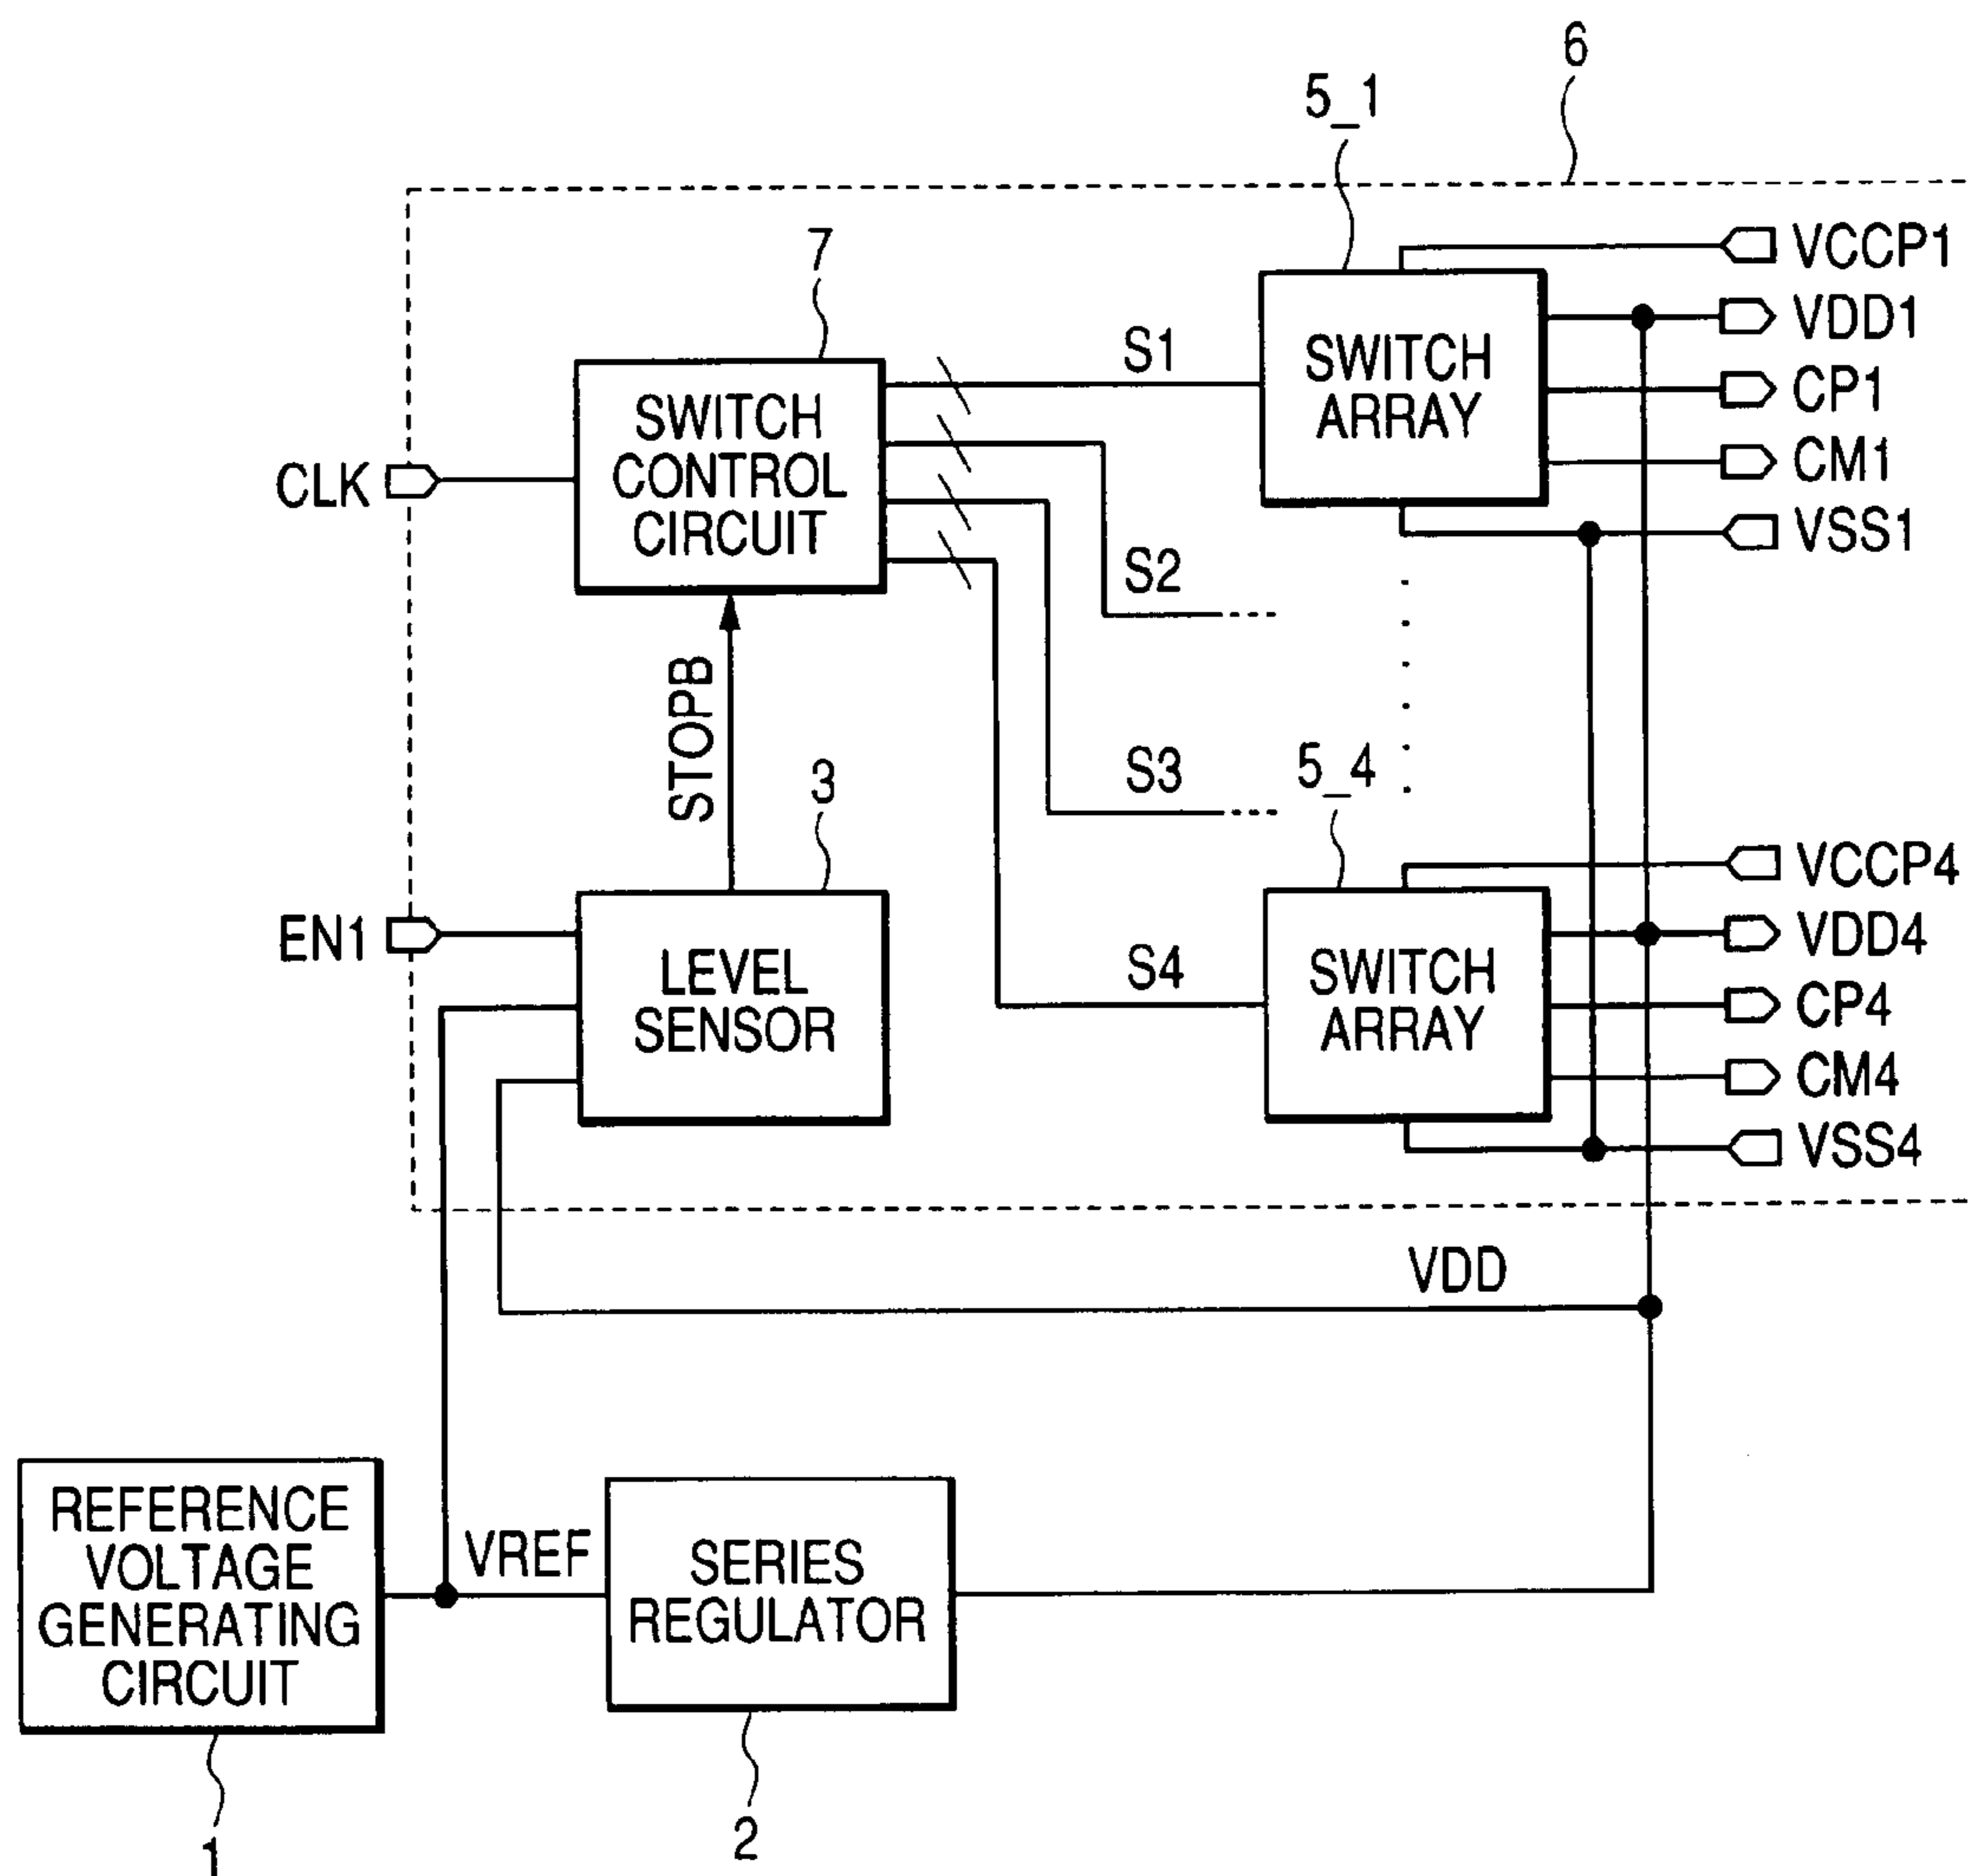 6
5_1
VCCP1
7
VDD1
S1
SWITCH
ARRAY
CP1
SWITCH
CONTROL
CIRCUIT
CM1
CLK
VSS1
S2
STOPB
S3
5_4
3
VCCP4
EN1
VDD4
LEVEL
SENSOR
S4
SWITCH
ARRAY
CP4
CM4
VSS4
VDD
REFERENCE
VOLTAGE
GENERATING
CIRCUIT
VREF
SERIES
REGULATOR
1
2